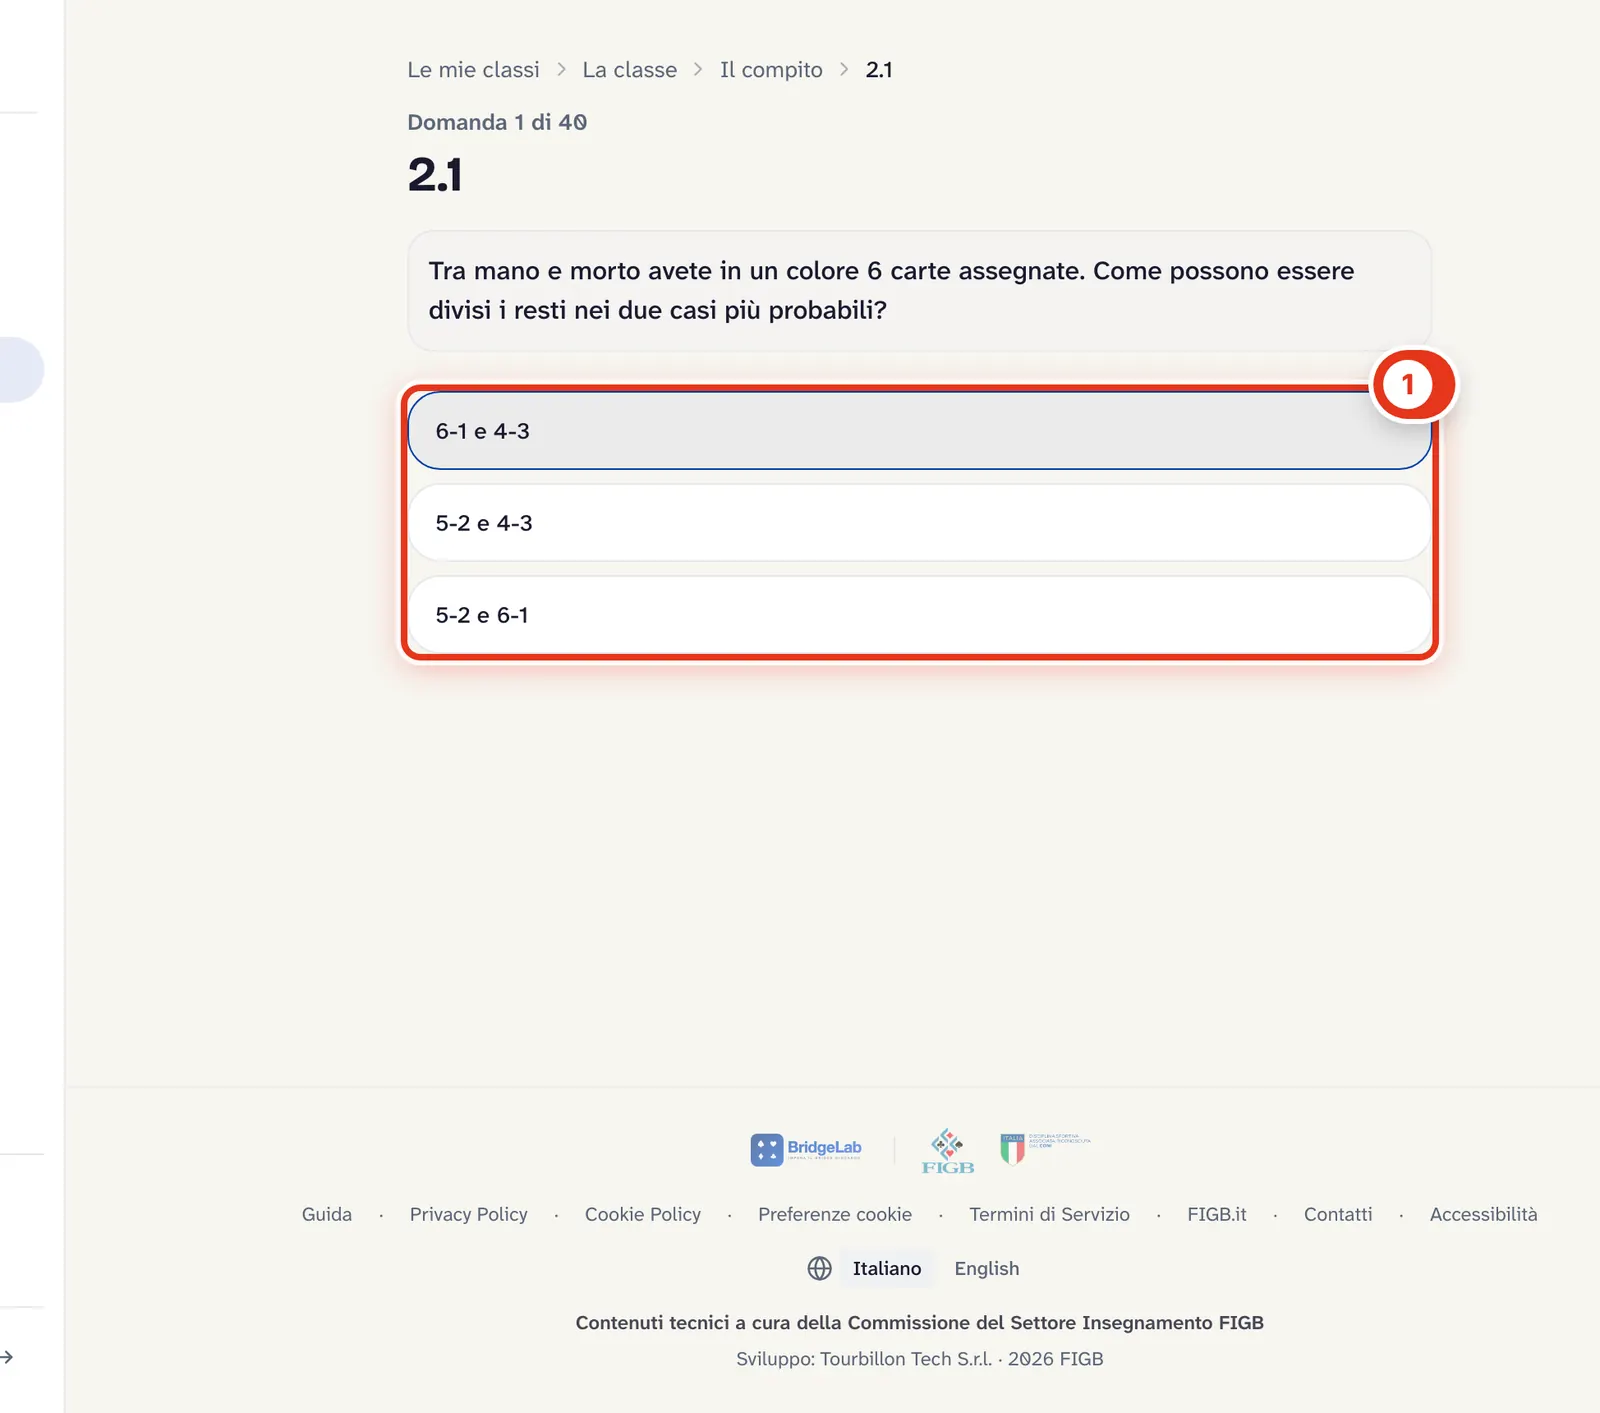 Le mie classi > La classe > Il compito > 2.1
Domanda 1 di 40
2.1
Tra mano e morto avete in un colore 6 carte assegnate. Come possono essere
divisi i resti nei due casi più probabili?
1
6-1 e 4-3
5-2 e 4-3
5-2 e 6-1
BridgeLab
FIGB
ITALIA
Guida · Privacy Policy · Cookie Policy · Preferenze cookie · Termini di Servizio · FIGB.it · Contatti · Accessibilità
Italiano English
Contenuti tecnici a cura della Commissione del Settore Insegnamento FIGB
Sviluppo: Tourbillon Tech S.r.l. · 2026 FIGB